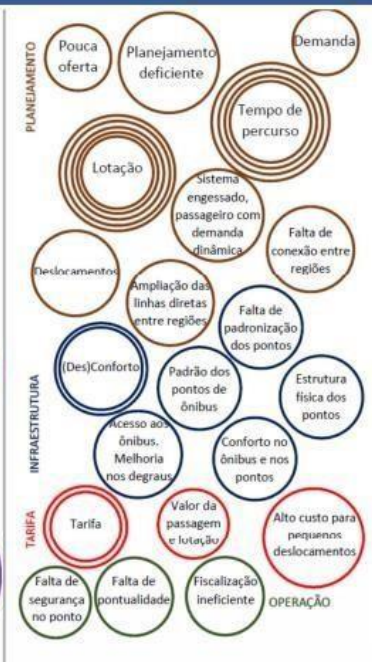 PLANEJAMENTO
Pouca
oferta
Planejamento
deficiente
Demanda
Tempo de
percurso
Lotação
Sistema
engessado,
passageiro com
demanda
dinâmica
Falta de
conexão entre
regiões
Deslocamentos
Ampliação das
linhas diretas
entre regiões
INFRAESTRUTURA
Falta de
padronização
dos pontos
(Des)Conforto
Padrão dos
pontos de
ônibus
Estrutura
física dos
pontos
Acesso aos
ônibus.
Melhoria
nos degraus
Conforto no
ônibus e nos
pontos
TARIFA
Tarifa
Valor da
passagem
e lotação
Alto custo para
pequenos
deslocamentos
Falta de
segurança
no ponto
Falta de
pontualidade
Fiscalização
ineficiente
OPERAÇÃO